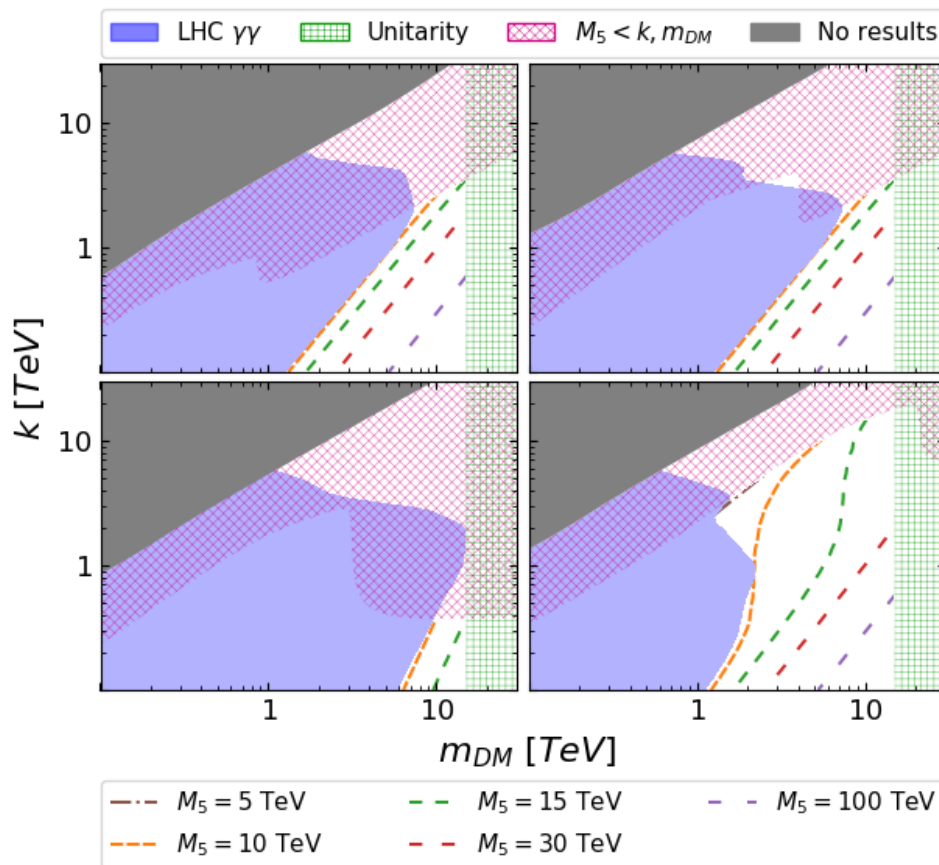 LHC γγ Unitarity M₅ < k, m_DM No results
10
1
k [TeV]
10
1
1 10 1 10
m_DM [TeV]
M₅ = 5 TeV M₅ = 15 TeV M₅ = 100 TeV
M₅ = 10 TeV M₅ = 30 TeV